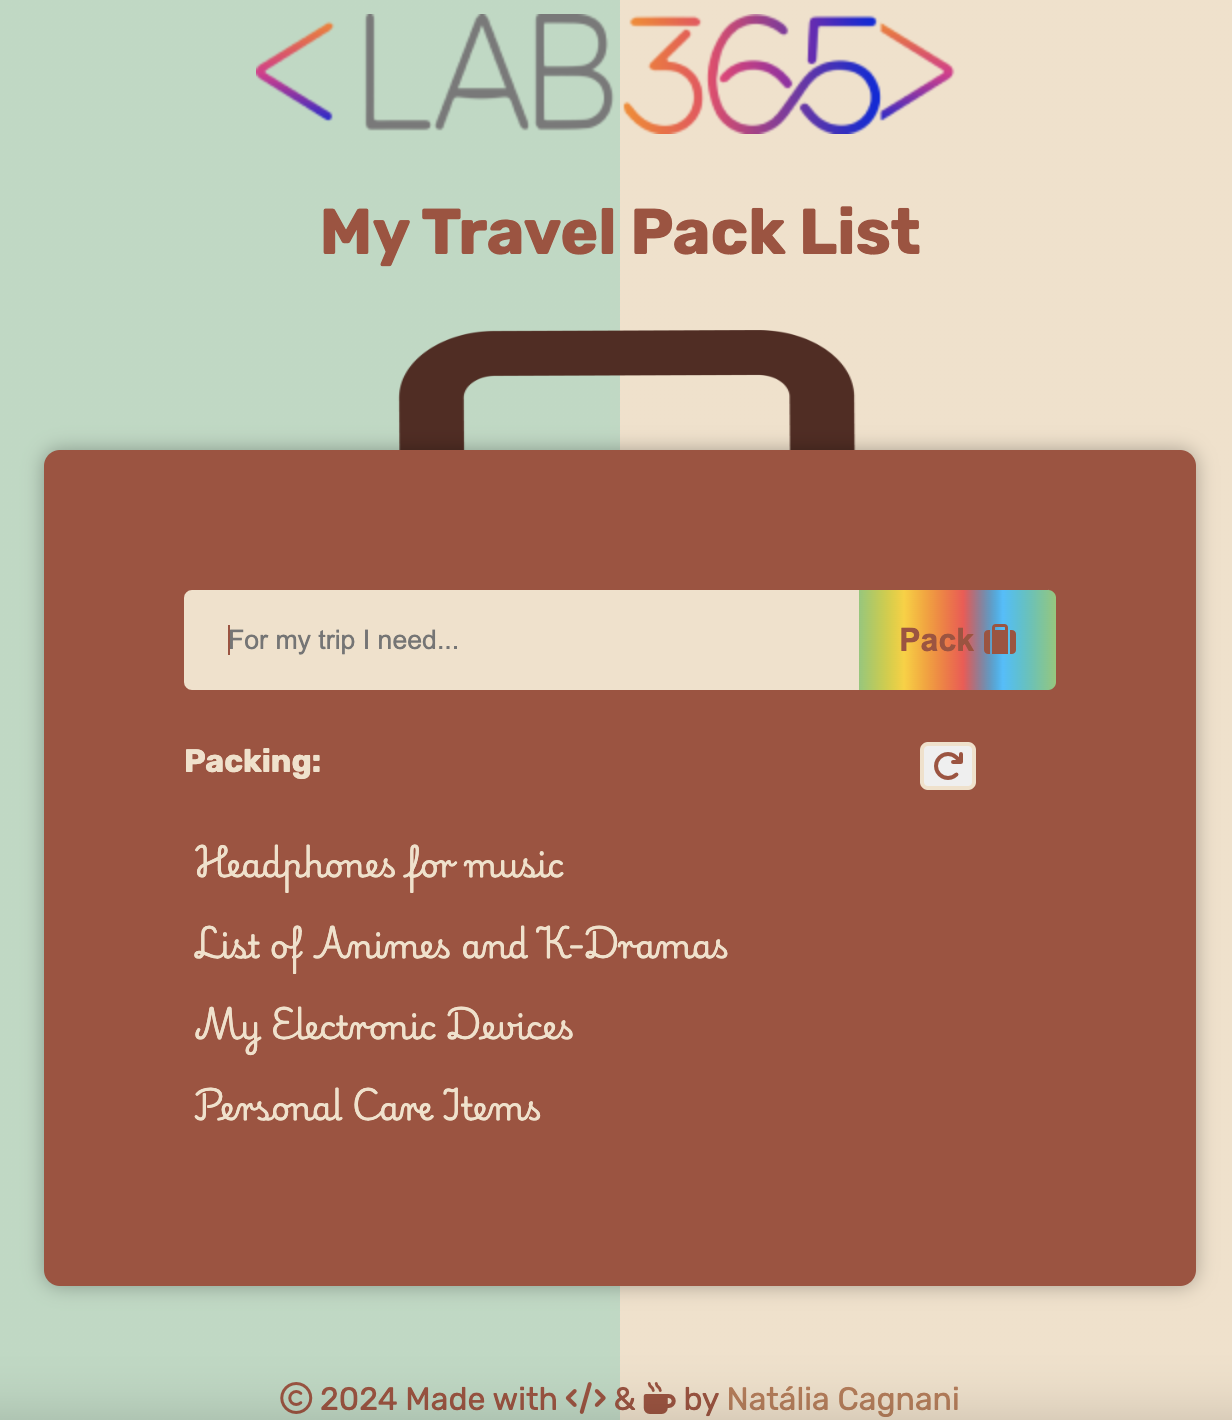 <LAB365>
My Travel Pack List
For my trip I need...
Pack
Packing:
Headphones for music
List of Animes and K-Dramas
My Electronic Devices
Personal Care Items
© 2024 Made with </> & by Natália Cagnani